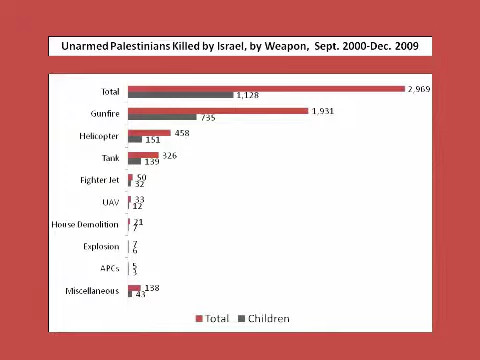 Unarmed Palestinians Killed by Israel, by Weapon, Sept. 2000-Dec. 2009
Total 2,969
1,128
Gunfire 1,931
735
Helicopter 458
151
Tank 326
139
Fighter Jet 50
32
UAV 33
12
House Demolition 21
7
Explosion 7
6
APCs 5
3
Miscellaneous 138
43
Total Children